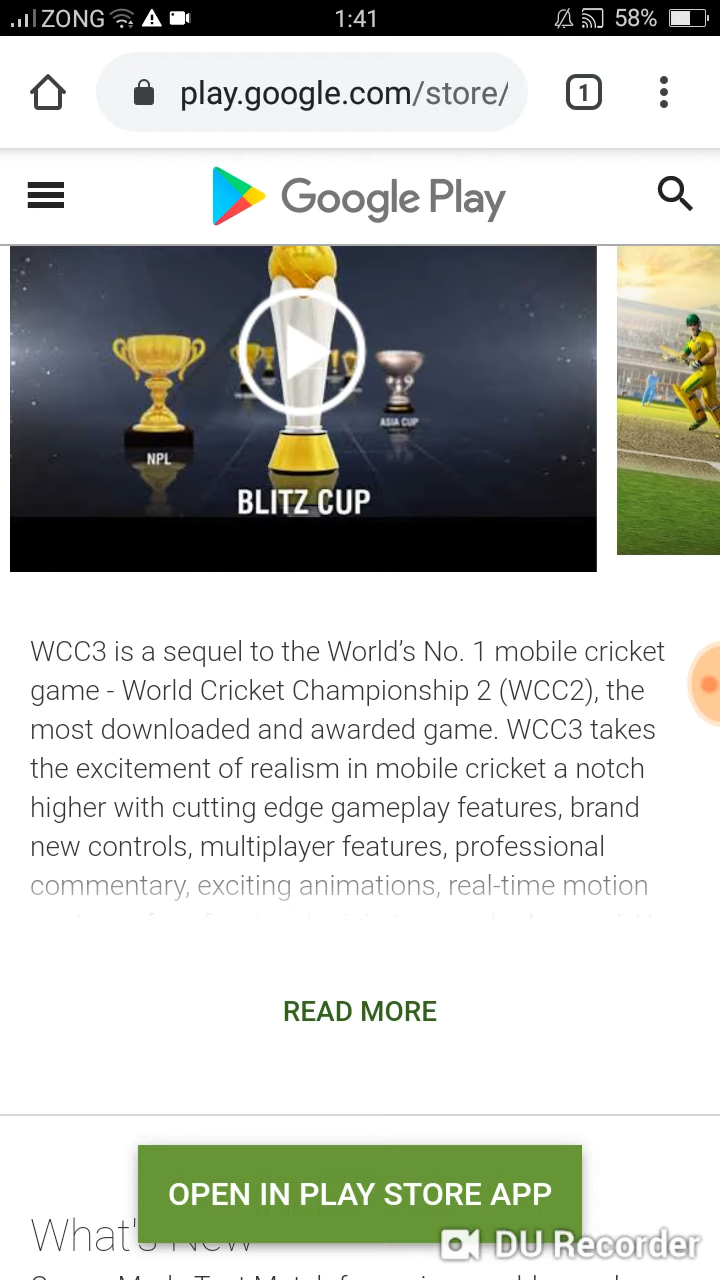 ZONG 1:41 58%
play.google.com/store/ 1
Google Play
NPL
ASIA CUP
BLITZ CUP
WCC3 is a sequel to the World’s No. 1 mobile cricket
game - World Cricket Championship 2 (WCC2), the
most downloaded and awarded game. WCC3 takes
the excitement of realism in mobile cricket a notch
higher with cutting edge gameplay features, brand
new controls, multiplayer features, professional
commentary, exciting animations, real-time motion
READ MORE
OPEN IN PLAY STORE APP
What's New
DU Recorder